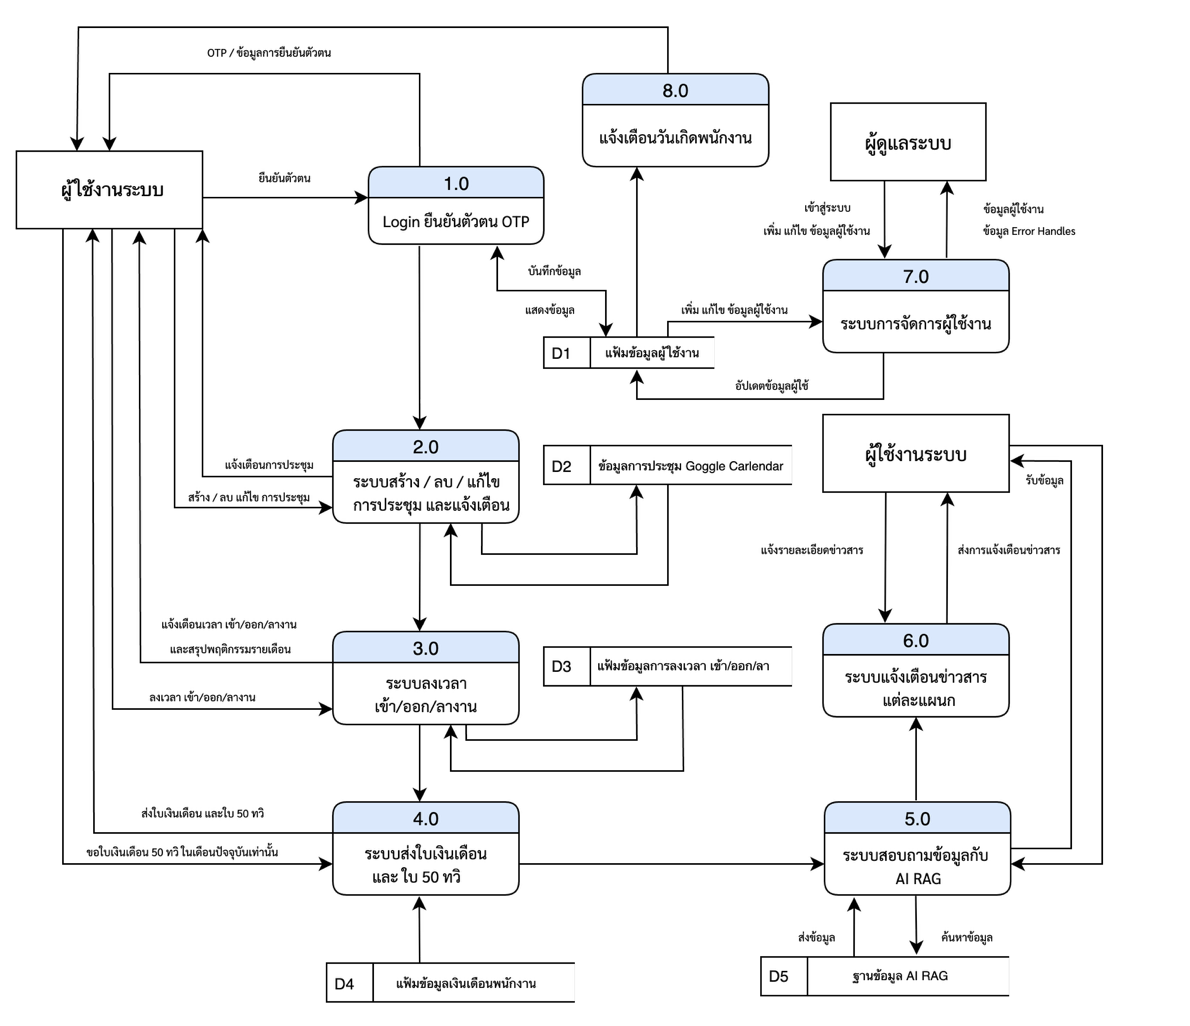 OTP / ข้อมูลการยืนยันตัวตน
8.0
แจ้งเตือนวันเกิดพนักงาน
ผู้ดูแลระบบ
ผู้ใช้งานระบบ
ยืนยันตัวตน
1.0
Login ยืนยันตัวตน OTP
เข้าสู่ระบบ
เพิ่ม แก้ไข ข้อมูลผู้ใช้งาน
ข้อมูลผู้ใช้งาน
ข้อมูล Error Handles
บันทึกข้อมูล
แสดงข้อมูล
7.0
ระบบการจัดการผู้ใช้งาน
เพิ่ม แก้ไข ข้อมูลผู้ใช้งาน
D1
แฟ้มข้อมูลผู้ใช้งาน
อัปเดตข้อมูลผู้ใช้
2.0
ระบบสร้าง / ลบ / แก้ไข
การประชุม และแจ้งเตือน
แจ้งเตือนการประชุม
สร้าง / ลบ แก้ไข การประชุม
D2
ข้อมูลการประชุม Goggle Carlendar
ผู้ใช้งานระบบ
รับข้อมูล
แจ้งรายละเอียดข่าวสาร
ส่งการแจ้งเตือนข่าวสาร
แจ้งเตือนเวลา เข้า/ออก/ลางาน
และสรุปพฤติกรรมรายเดือน
3.0
ระบบลงเวลา
เข้า/ออก/ลางาน
ลงเวลา เข้า/ออก/ลางาน
D3
แฟ้มข้อมูลการลงเวลา เข้า/ออก/ลา
6.0
ระบบแจ้งเตือนข่าวสาร
แต่ละแผนก
ส่งใบเงินเดือน และใบ 50 ทวิ
ขอใบเงินเดือน 50 ทวิ ในเดือนปัจจุบันเท่านั้น
4.0
ระบบส่งใบเงินเดือน
และ ใบ 50 ทวิ
5.0
ระบบสอบถามข้อมูลกับ
AI RAG
ส่งข้อมูล
ค้นหาข้อมูล
D4
แฟ้มข้อมูลเงินเดือนพนักงาน
D5
ฐานข้อมูล AI RAG